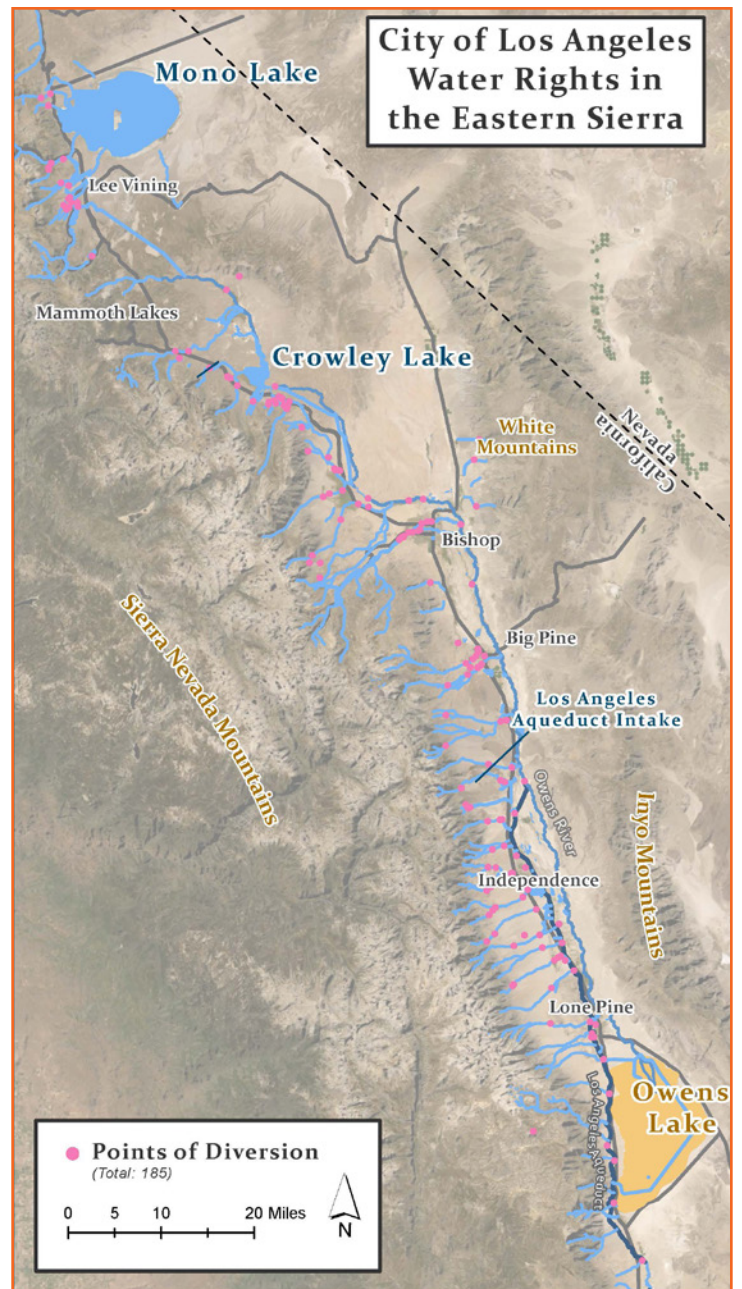 City of Los Angeles
Water Rights in
the Eastern Sierra
Mono Lake
Lee Vining
Mammoth Lakes
Crowley Lake
White
Mountains
Nevada
California
Bishop
Sierra Nevada Mountains
Big Pine
Los Angeles
Aqueduct Intake
Owens River
Inyo Mountains
Independence
Lone Pine
Owens
Lake
Los Angeles Aqueduct
Points of Diversion
(Total: 185)
0 5 10 20 Miles
N